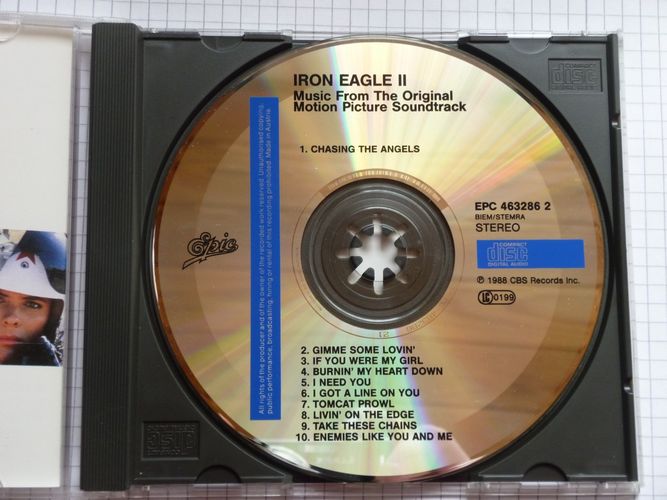 IRON EAGLE II
Music From The Original
Motion Picture Soundtrack
1. CHASING THE ANGELS
All rights of the producer and of the owner of the recorded work reserved. Unauthorised copying,
public performance, broadcasting, hiring or rental of this recording prohibited. Made in Austria.
Epic
EPC 463286 2
BIEM/STEMRA
STEREO
COMPACT
disc
DIGITAL AUDIO
℗ 1988 CBS Records Inc.
LC 0199
2. GIMME SOME LOVIN'
3. IF YOU WERE MY GIRL
4. BURNIN' MY HEART DOWN
5. I NEED YOU
6. I GOT A LINE ON YOU
7. TOMCAT PROWL
8. LIVIN' ON THE EDGE
9. TAKE THESE CHAINS
10. ENEMIES LIKE YOU AND ME
COMPACT
disc